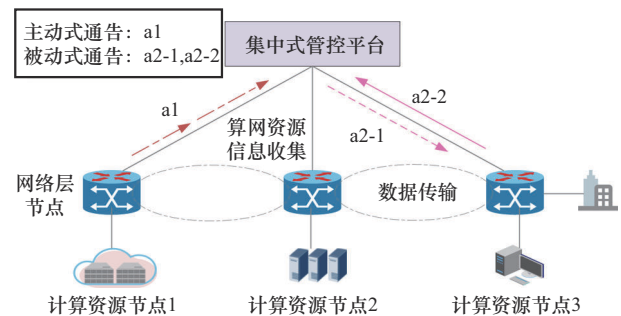 主动式通告：a1
被动式通告：a2-1,a2-2
集中式管控平台
a1
a2-2
算网资源
信息收集
a2-1
网络层
节点
数据传输
计算资源节点1
计算资源节点2
计算资源节点3